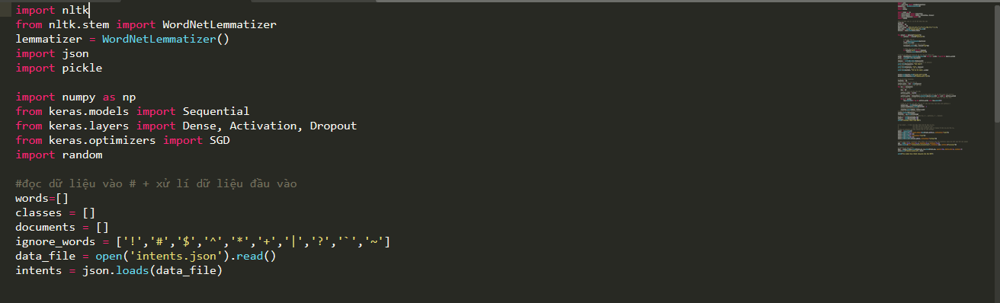 import nltk
from nltk.stem import WordNetLemmatizer
lemmatizer = WordNetLemmatizer()
import json
import pickle
import numpy as np
from keras.models import Sequential
from keras.layers import Dense, Activation, Dropout
from keras.optimizers import SGD
import random
#đọc dữ liệu vào # + xử lí dữ liệu đầu vào
words=[]
classes = []
documents = []
ignore_words = ['!','#','$','^','*','+','|','?','`','~']
data_file = open('intents.json').read()
intents = json.loads(data_file)